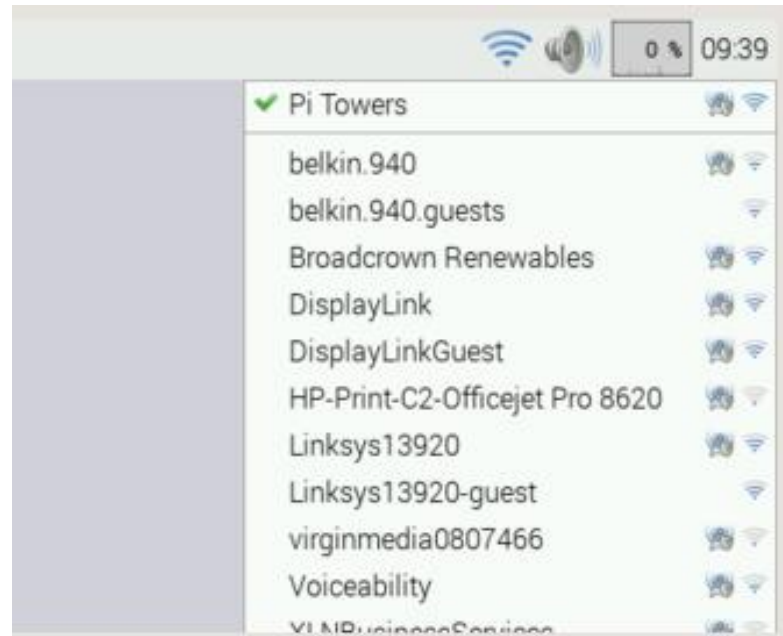 0 % 09:39
Pi Towers
belkin.940
belkin.940.guests
Broadcrown Renewables
DisplayLink
DisplayLinkGuest
HP-Print-C2-Officejet Pro 8620
Linksys13920
Linksys13920-guest
virginmedia0807466
Voiceability